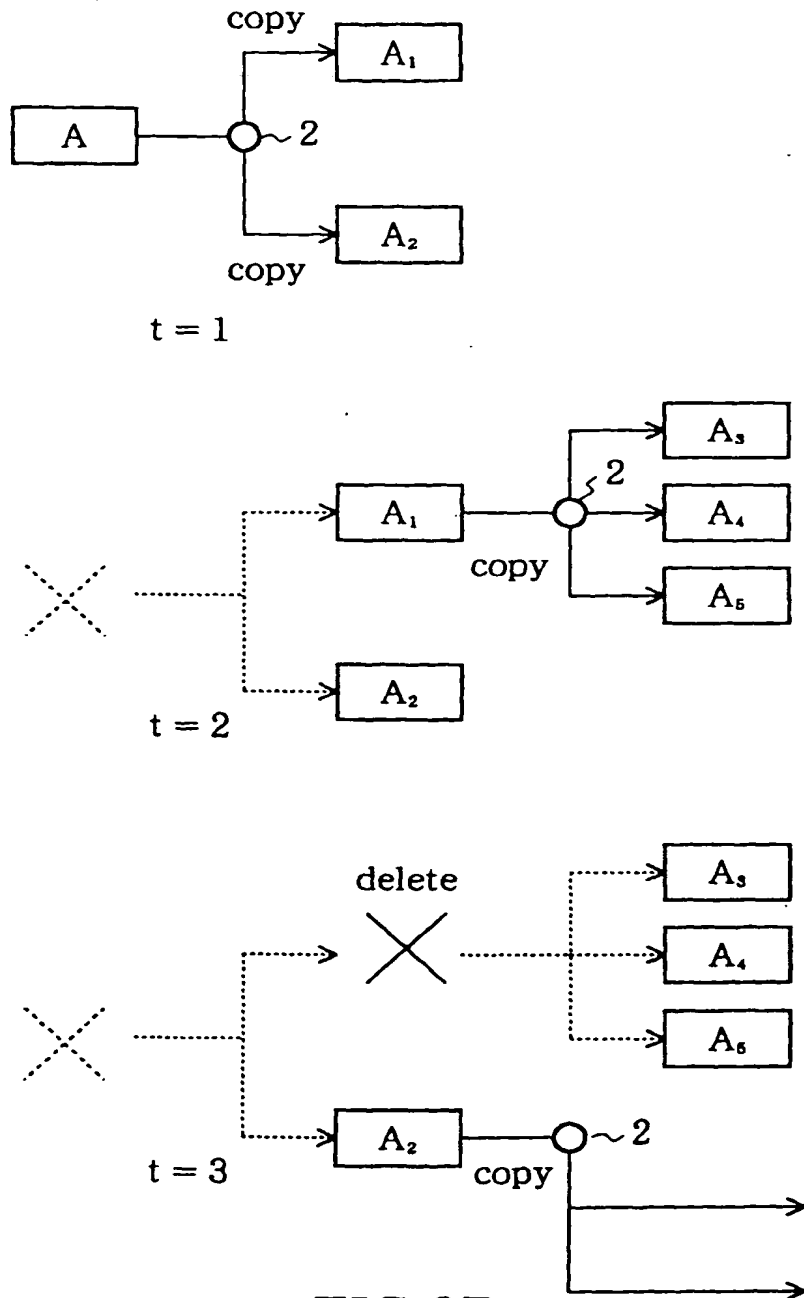 copy
A₁
A
2
A₂
copy
t = 1
A₃
2
A₁
A₄
copy
A₅
A₂
t = 2
delete
A₃
A₄
A₅
A₂
2
copy
t = 3